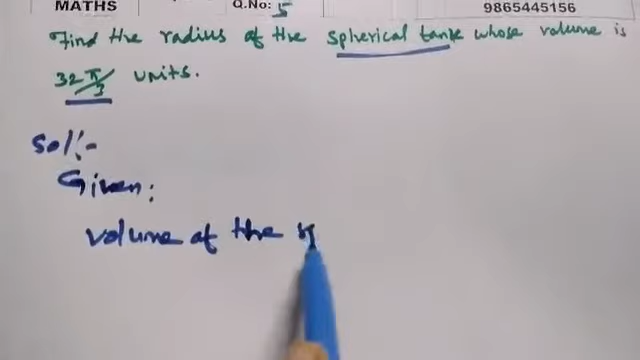 MATHS
Q.No: 5
9865445156
Find the radius of the spherical tank whose volume is
32 π/3 units.
Sol:-
Given:
volume of the